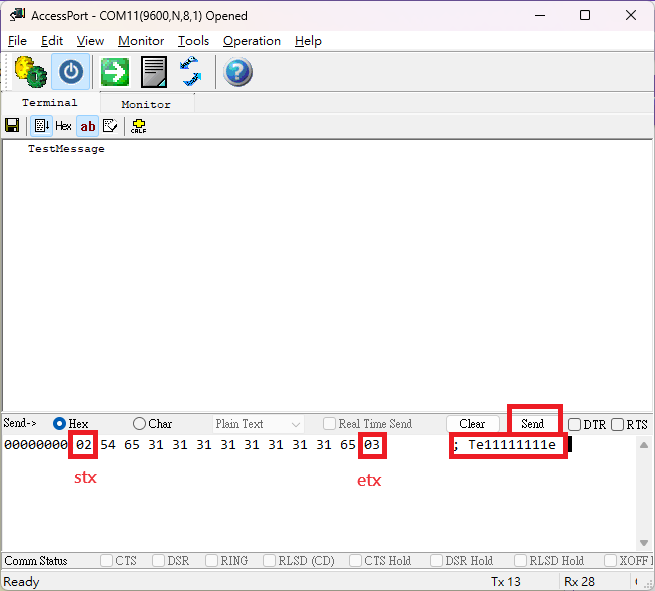 AccessPort - COM11(9600,N,8,1) Opened
File Edit View Monitor Tools Operation Help
Terminal Monitor
Hex ab CRLF
TestMessage
Send-> Hex Char Plain Text Real Time Send Clear Send DTR RTS
00000000 02 54 65 31 31 31 31 31 31 31 31 65 03 ; Te11111111e
stx etx
Comm Status CTS DSR RING RLSD (CD) CTS Hold DSR Hold RLSD Hold XOFF
Ready Tx 13 Rx 28